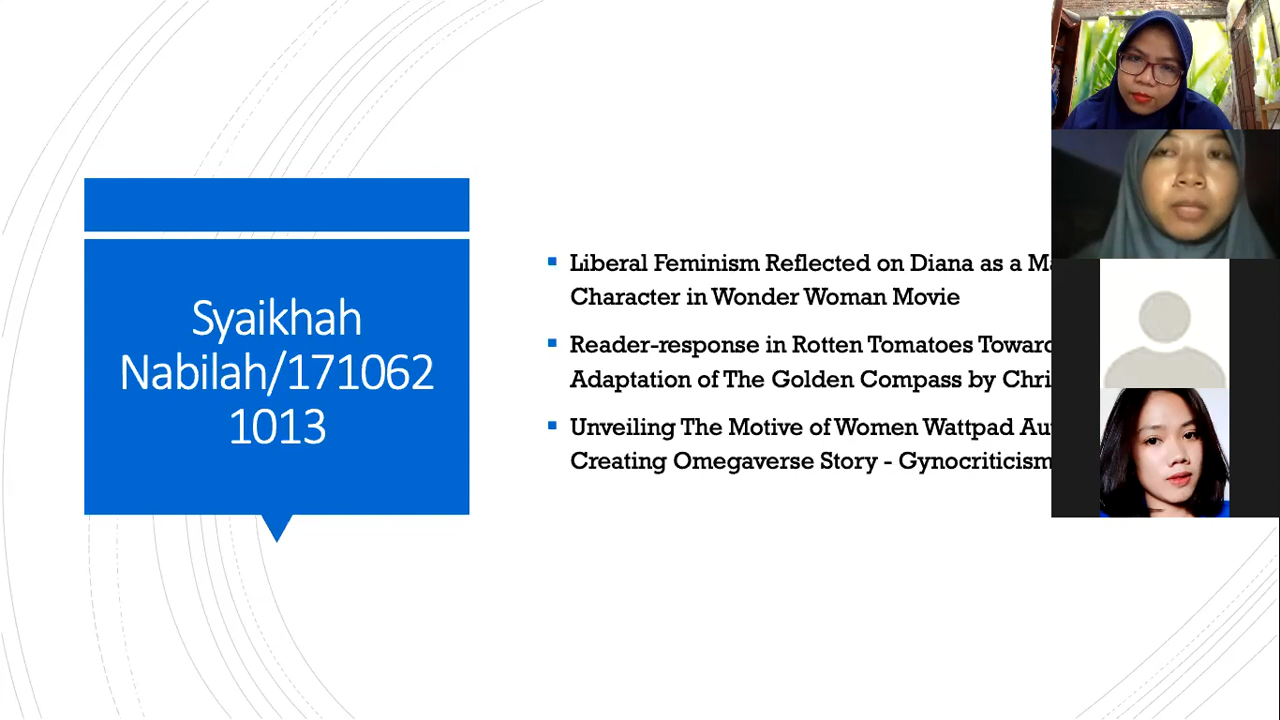 Syaikhah
Nabilah/171062
1013
Liberal Feminism Reflected on Diana as a
Character in Wonder Woman Movie
Reader-response in Rotten Tomatoes
Adaptation of The Golden Compass by
Unveiling The Motive of Women Wattpad
Creating Omegaverse Story - Gynocriticism